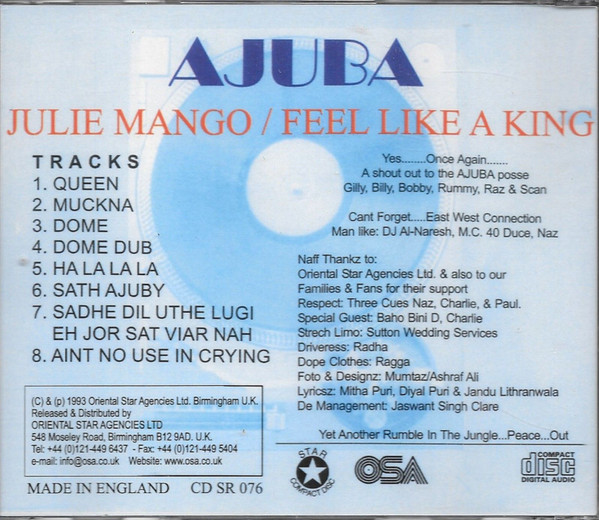 AJUBA
JULIE MANGO / FEEL LIKE A KING
TRACKS
1. QUEEN
2. MUCKNA
3. DOME
4. DOME DUB
5. HA LA LA LA
6. SATH AJUBY
7. SADHE DIL UTHE LUGI
EH JOR SAT VIAR NAH
8. AINT NO USE IN CRYING
(C) & (p) 1993 Oriental Star Agencies Ltd. Birmingham U.K.
Released & Distributed by
ORIENTAL STAR AGENCIES LTD
548 Moseley Road, Birmingham B12 9AD. U.K.
Tel: +44 (0)121-449 6437 - Fax: +44 (0)121-449 5404
e-mail: info@osa.co.uk Website: www.osa.co.uk
MADE IN ENGLAND CD SR 076
Yes.......Once Again.......
A shout out to the AJUBA posse
Gilly, Billy, Bobby, Rummy, Raz & Scan
Cant Forget.....East West Connection
Man like: DJ Al-Naresh, M.C. 40 Duce, Naz
Naff Thankz to:
Oriental Star Agencies Ltd. & also to our
Families & Fans for their support
Respect: Three Cues Naz, Charlie, & Paul.
Special Guest: Baho Bini D, Charlie
Strech Limo: Sutton Wedding Services
Driveress: Radha
Dope Clothes: Ragga
Foto & Designz: Mumtaz/Ashraf Ali
Lyricsz: Mitha Puri, Diyal Puri & Jandu Lithranwala
De Management: Jaswant Singh Clare
Yet Another Rumble In The Jungle...Peace...Out
STAR
COMPACT DISC
OSA
COMPACT
disc
DIGITAL AUDIO